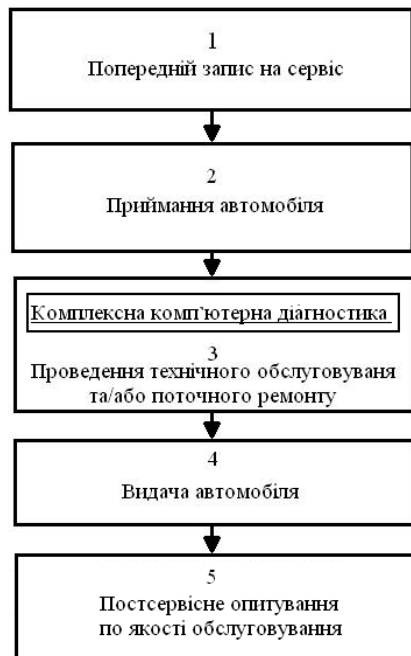 1
Попередній запис на сервіс
2
Приймання автомобіля
Комплексна комп'ютерна діагностика
3
Проведення технічного обслуговуваня
та/або поточного ремонту
4
Видача автомобіля
5
Постсервісне опитування
по якості обслуговування